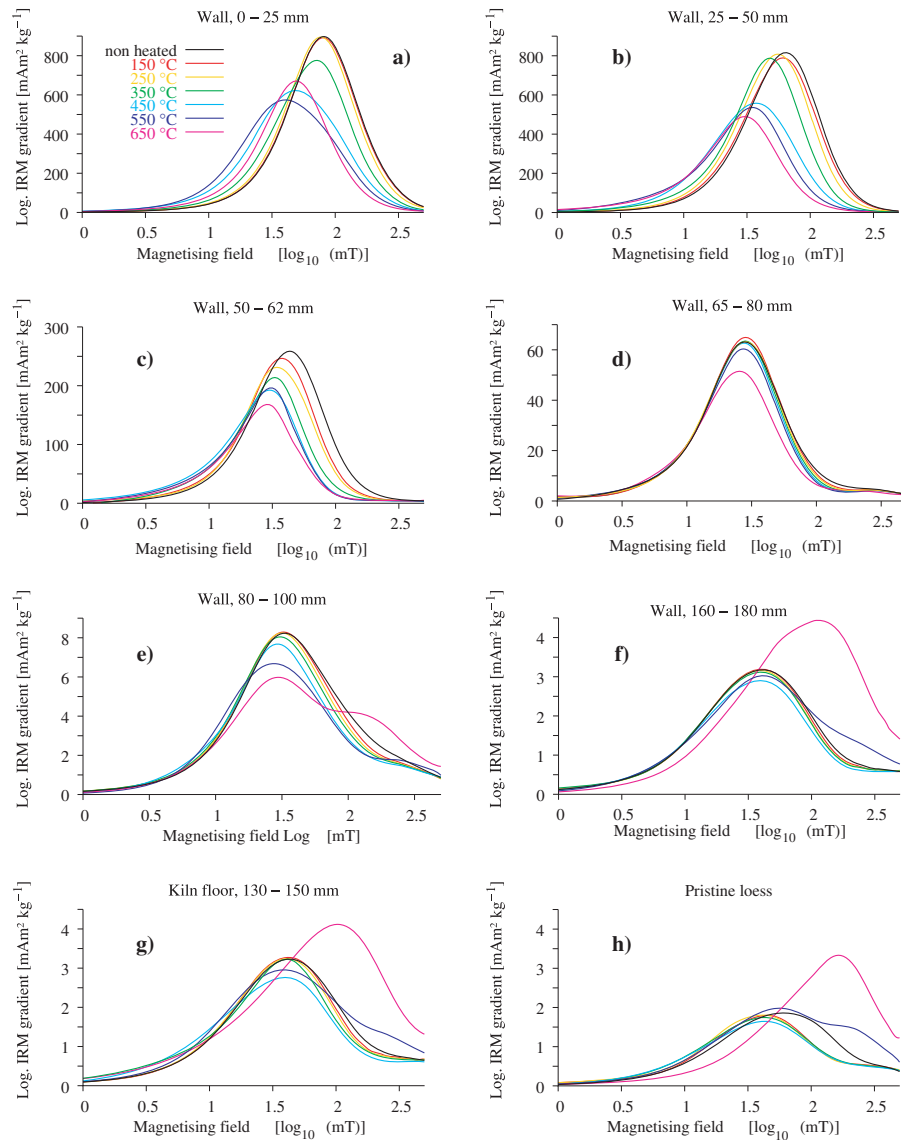 Wall, 0 – 25 mm
Log. IRM gradient [mAm² kg⁻¹]
800
600
400
200
0
non heated
150 °C
250 °C
350 °C
450 °C
550 °C
650 °C
a)
0 0.5 1 1.5 2 2.5
Magnetising field [log₁₀ (mT)]
Wall, 25 – 50 mm
Log. IRM gradient [mAm² kg⁻¹]
800
600
400
200
0
b)
0 0.5 1 1.5 2 2.5
Magnetising field [log₁₀ (mT)]
Wall, 50 – 62 mm
Log. IRM gradient [mAm² kg⁻¹]
300
200
100
0
c)
0 0.5 1 1.5 2 2.5
Magnetising field [log₁₀ (mT)]
Wall, 65 – 80 mm
Log. IRM gradient [mAm² kg⁻¹]
60
40
20
0
d)
0 0.5 1 1.5 2 2.5
Magnetising field [log₁₀ (mT)]
Wall, 80 – 100 mm
Log. IRM gradient [mAm² kg⁻¹]
8
6
4
2
0
e)
0 0.5 1 1.5 2 2.5
Magnetising field Log [mT]
Wall, 160 – 180 mm
Log. IRM gradient [mAm² kg⁻¹]
4
3
2
1
0
f)
0 0.5 1 1.5 2 2.5
Magnetising field [log₁₀ (mT)]
Kiln floor, 130 – 150 mm
Log. IRM gradient [mAm² kg⁻¹]
4
3
2
1
0
g)
0 0.5 1 1.5 2 2.5
Magnetising field [log₁₀ (mT)]
Pristine loess
Log. IRM gradient [mAm² kg⁻¹]
4
3
2
1
0
h)
0 0.5 1 1.5 2 2.5
Magnetising field [log₁₀ (mT)]